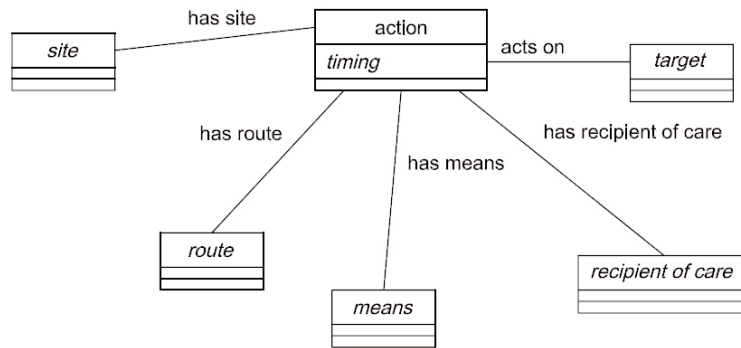 has site
action
site
timing
acts on
target
has route
has recipient of care
has means
route
recipient of care
means